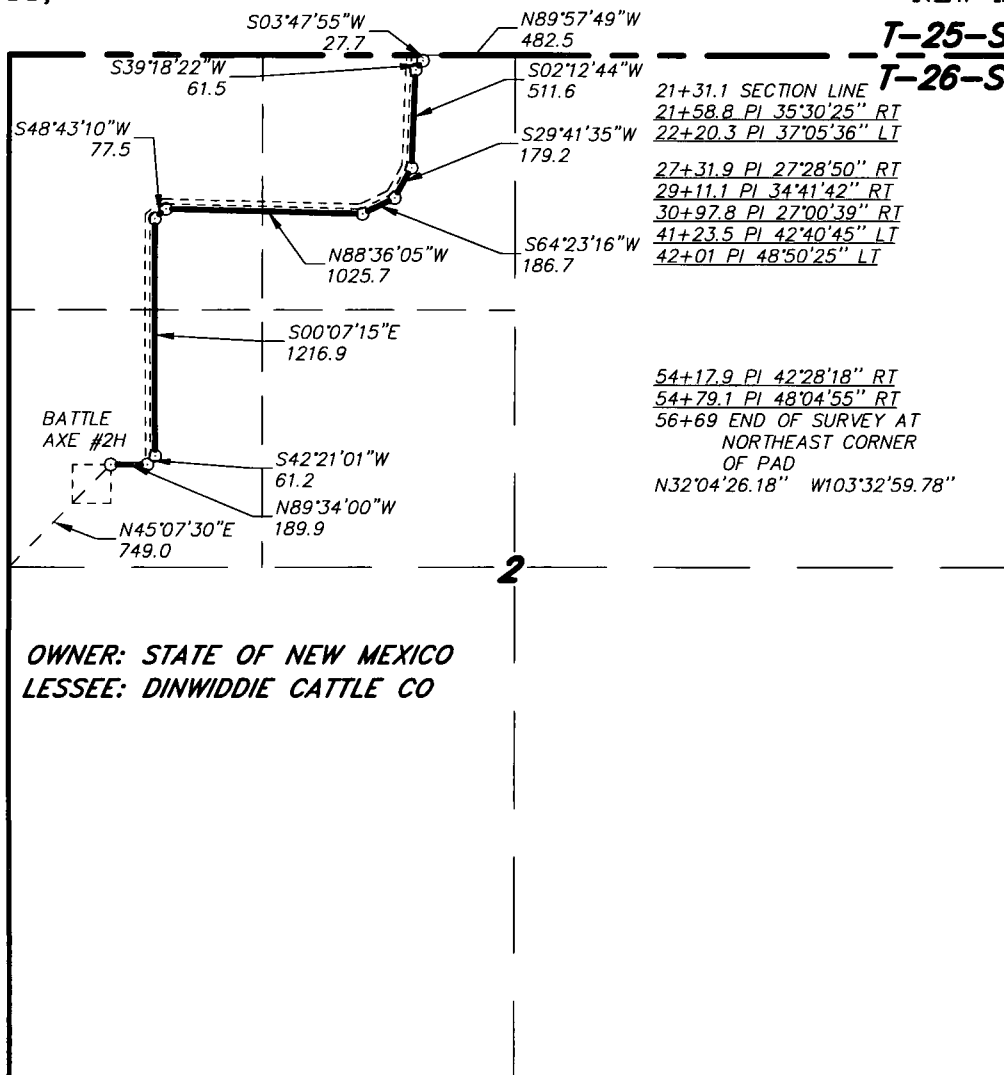 S03°47'55"W
27.7
N89°57'49"W
482.5
T-25-S
S39°18'22"W
61.5
S02°12'44"W
511.6
T-26-S
21+31.1 SECTION LINE
21+58.8 PI 35°30'25" RT
22+20.3 PI 37°05'36" LT
S48°43'10"W
77.5
S29°41'35"W
179.2
27+31.9 PI 27°28'50" RT
29+11.1 PI 34°41'42" RT
30+97.8 PI 27°00'39" RT
41+23.5 PI 42°40'45" LT
42+01 PI 48°50'25" LT
N88°36'05"W
1025.7
S64°23'16"W
186.7
S00°07'15"E
1216.9
54+17.9 PI 42°28'18" RT
54+79.1 PI 48°04'55" RT
56+69 END OF SURVEY AT
NORTHEAST CORNER
OF PAD
N32°04'26.18" W103°32'59.78"
BATTLE
AXE #2H
S42°21'01"W
61.2
N89°34'00"W
189.9
N45°07'30"E
749.0
2
OWNER: STATE OF NEW MEXICO
LESSEE: DINWIDDIE CATTLE CO